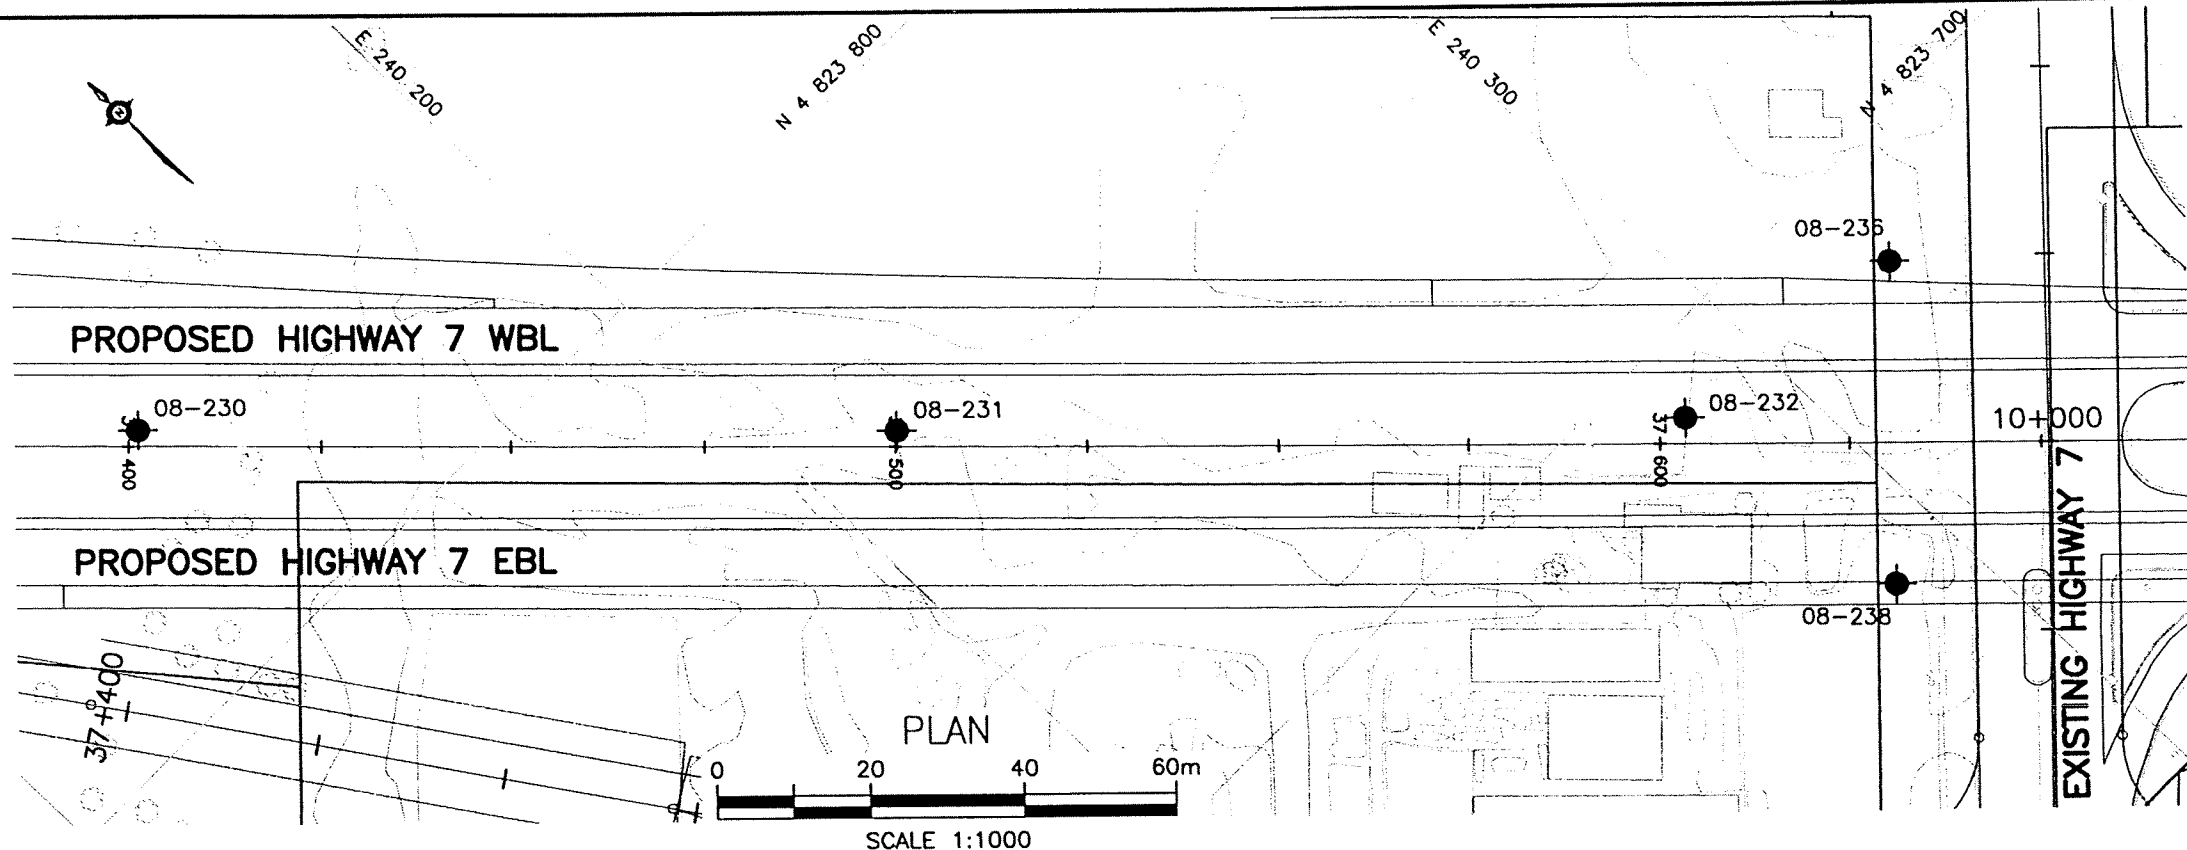 E 240 200
N 4 823 800
E 240 300
N 4 823 700
08-236
PROPOSED HIGHWAY 7 WBL
08-230
08-231
08-232
10+000
400
500
37+600
PROPOSED HIGHWAY 7 EBL
08-238
EXISTING HIGHWAY 7
37+400
PLAN
0 20 40 60m
SCALE 1:1000